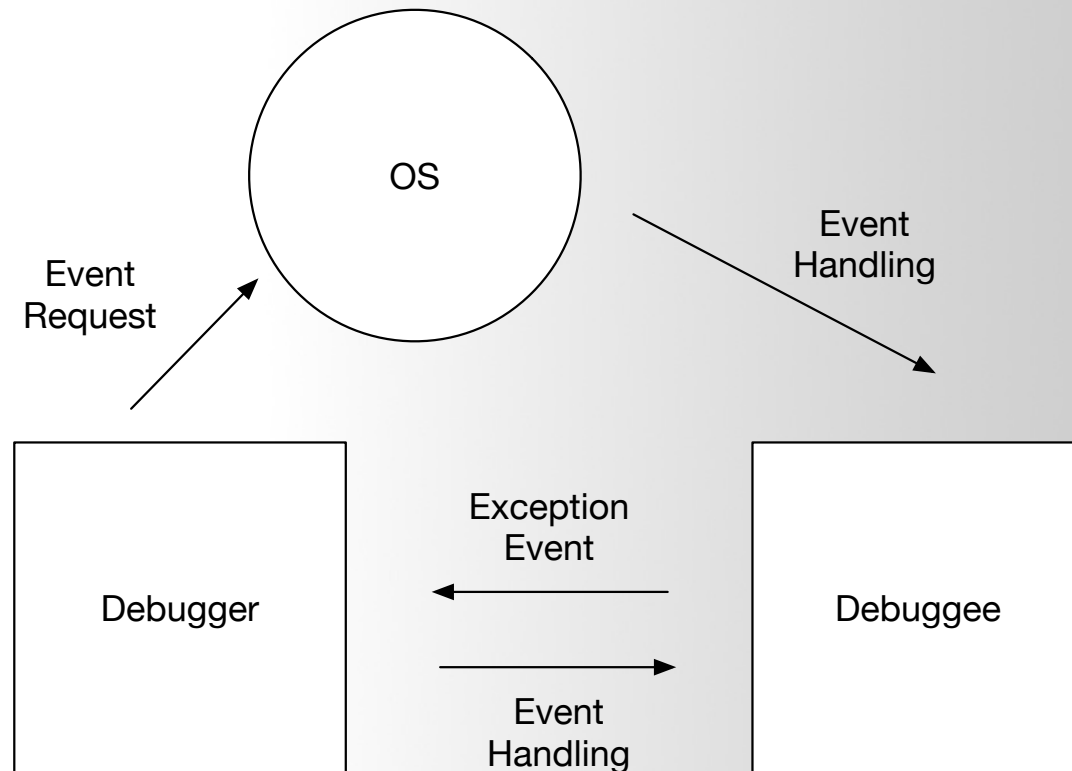 OS
Event
Handling
Event
Request
Exception
Event
Debugger
Debuggee
Event
Handling